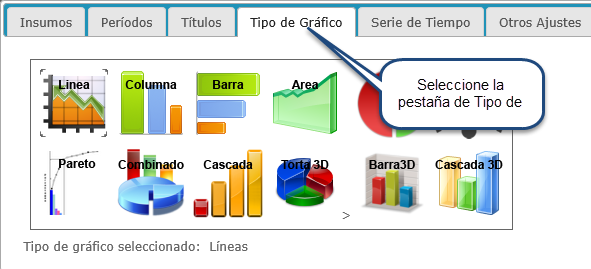 Insumos Períodos Títulos Tipo de Gráfico Serie de Tiempo Otros Ajustes
Seleccione la
pestaña de Tipo de
Linea Columna Barra Area
Pareto Combinado Cascada Torta 3D Barra3D Cascada 3D
>
Tipo de gráfico seleccionado: Líneas